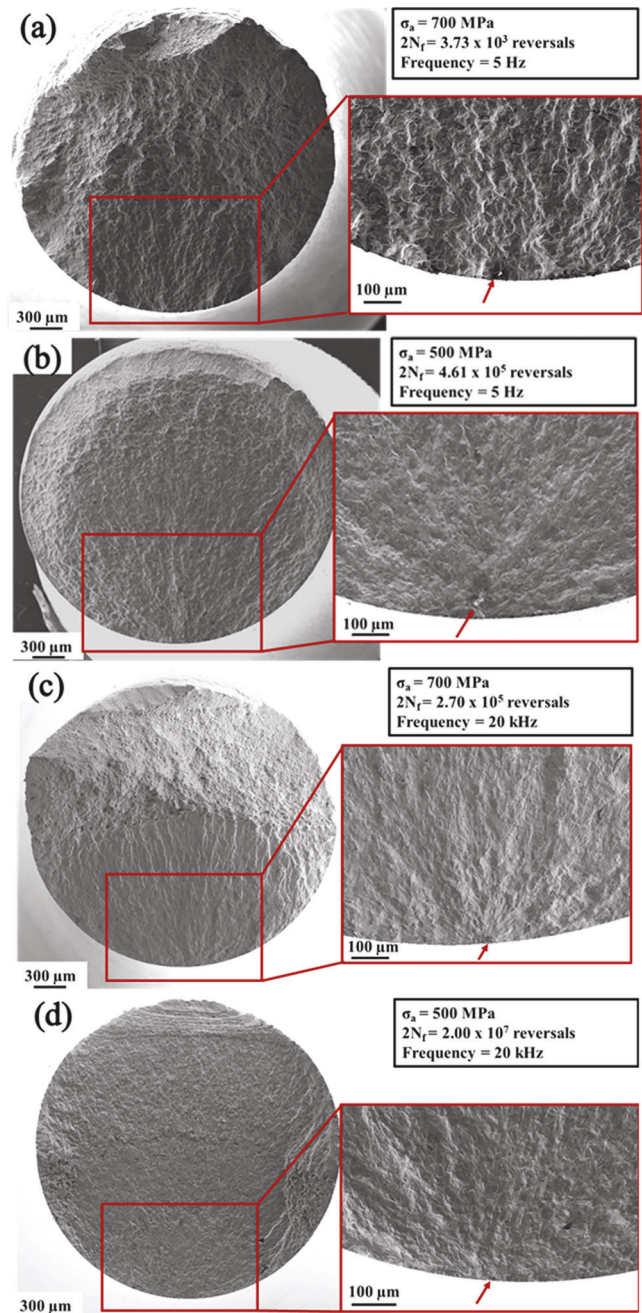 (a)
σa = 700 MPa
2Nf = 3.73 x 10³ reversals
Frequency = 5 Hz
300 µm
100 µm
(b)
σa = 500 MPa
2Nf = 4.61 x 10⁵ reversals
Frequency = 5 Hz
300 µm
100 µm
(c)
σa = 700 MPa
2Nf = 2.70 x 10⁵ reversals
Frequency = 20 kHz
300 µm
100 µm
(d)
σa = 500 MPa
2Nf = 2.00 x 10⁷ reversals
Frequency = 20 kHz
300 µm
100 µm